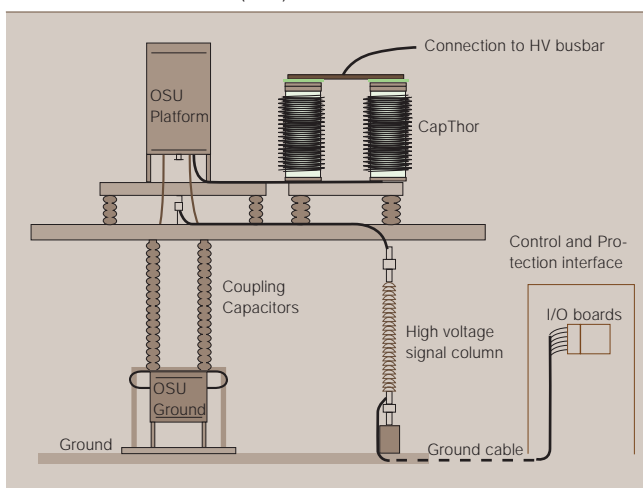 Connection to HV busbar
OSU
Platform
CapThor
Control and Pro-
tection interface
Coupling
Capacitors
I/O boards
High voltage
signal column
OSU
Ground
Ground
Ground cable